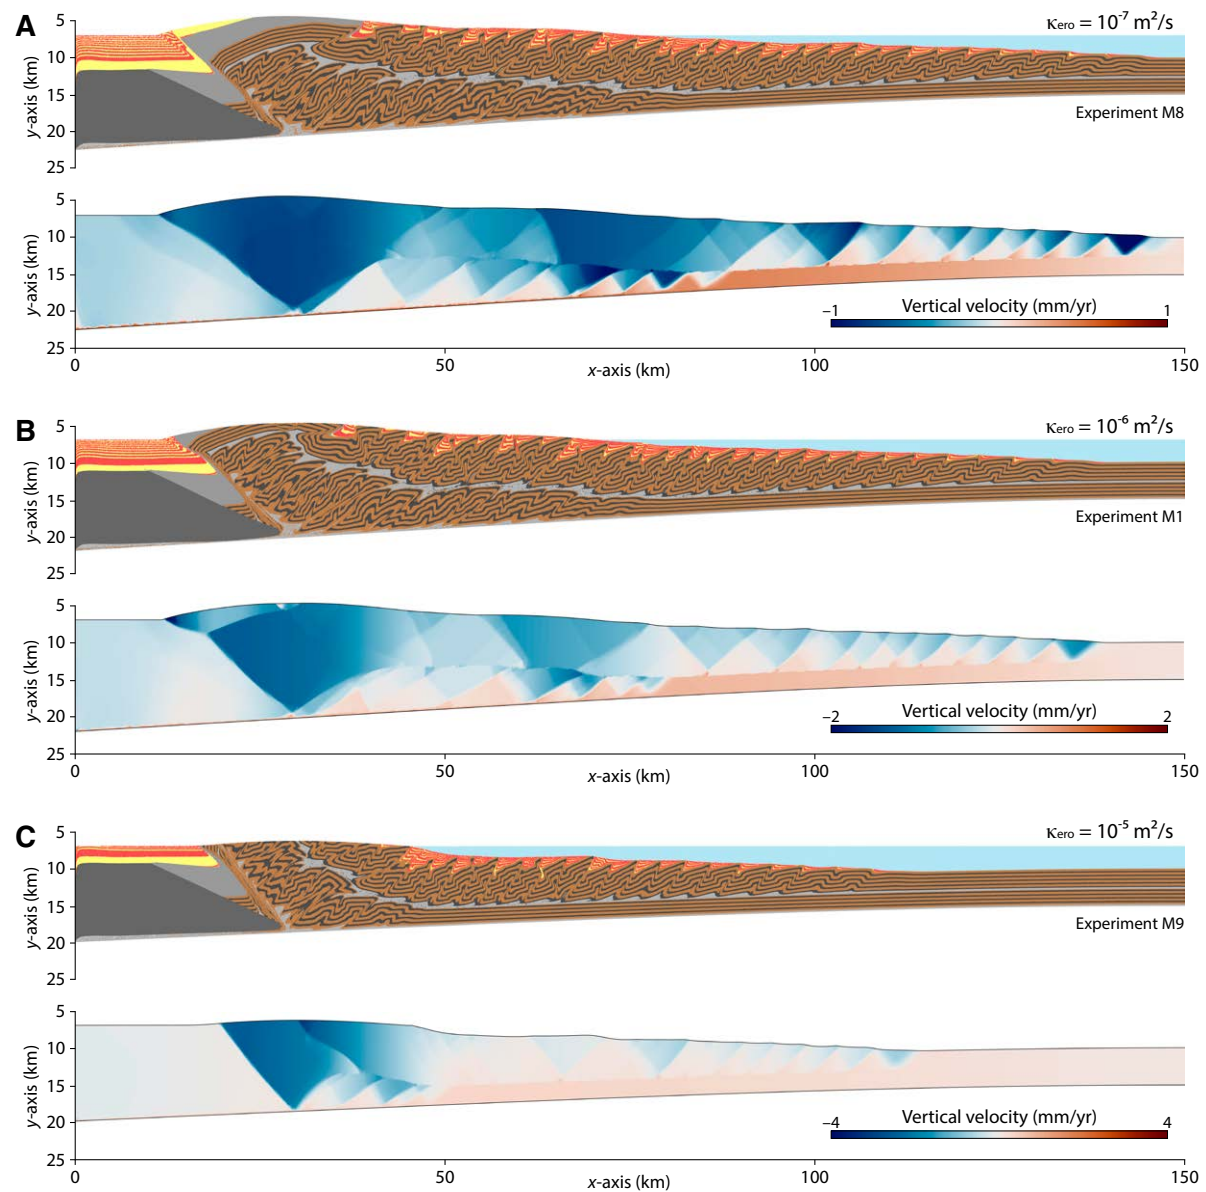 A
κero = 10-7 m2/s
5
10
15
20
25
y-axis (km)
Experiment M8
5
10
15
20
25
y-axis (km)
Vertical velocity (mm/yr)
–1 1
0 50 100 150
x-axis (km)
B
κero = 10-6 m2/s
5
10
15
20
25
y-axis (km)
Experiment M1
5
10
15
20
25
y-axis (km)
Vertical velocity (mm/yr)
–2 2
0 50 100 150
x-axis (km)
C
κero = 10-5 m2/s
5
10
15
20
25
y-axis (km)
Experiment M9
5
10
15
20
25
y-axis (km)
Vertical velocity (mm/yr)
–4 4
0 50 100 150
x-axis (km)